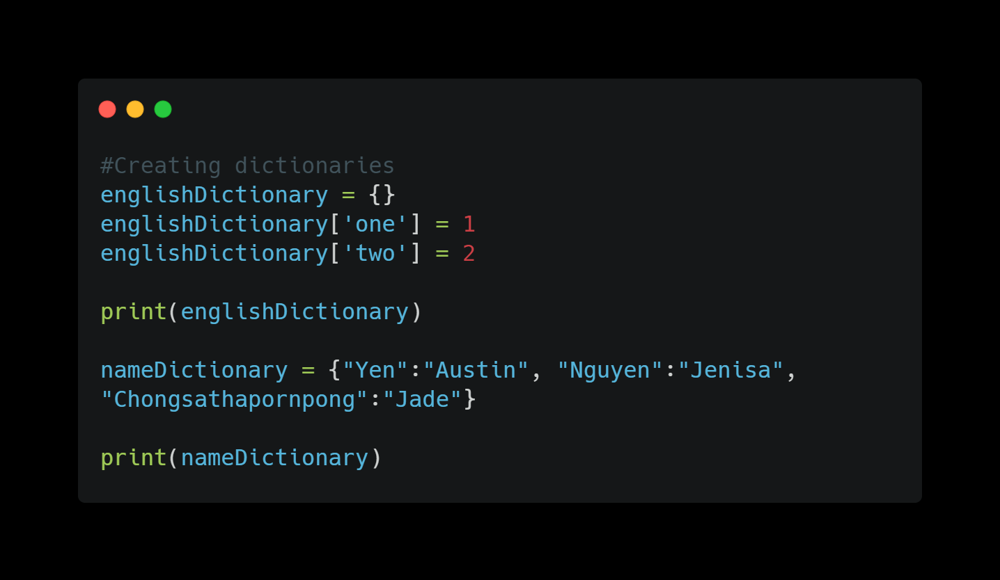 #Creating dictionaries
englishDictionary = {}
englishDictionary['one'] = 1
englishDictionary['two'] = 2
print(englishDictionary)
nameDictionary = {"Yen":"Austin", "Nguyen":"Jenisa",
"Chongsathapornpong":"Jade"}
print(nameDictionary)